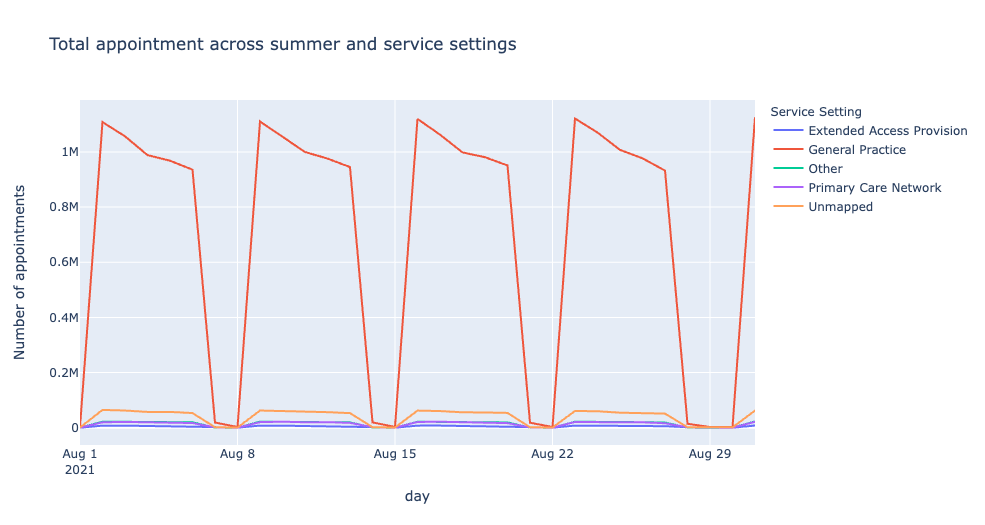 Total appointment across summer and service settings
Service Setting
Extended Access Provision
General Practice
Other
Primary Care Network
Unmapped
Number of appointments
1M
0.8M
0.6M
0.4M
0.2M
0
Aug 1
2021
Aug 8
Aug 15
Aug 22
Aug 29
day